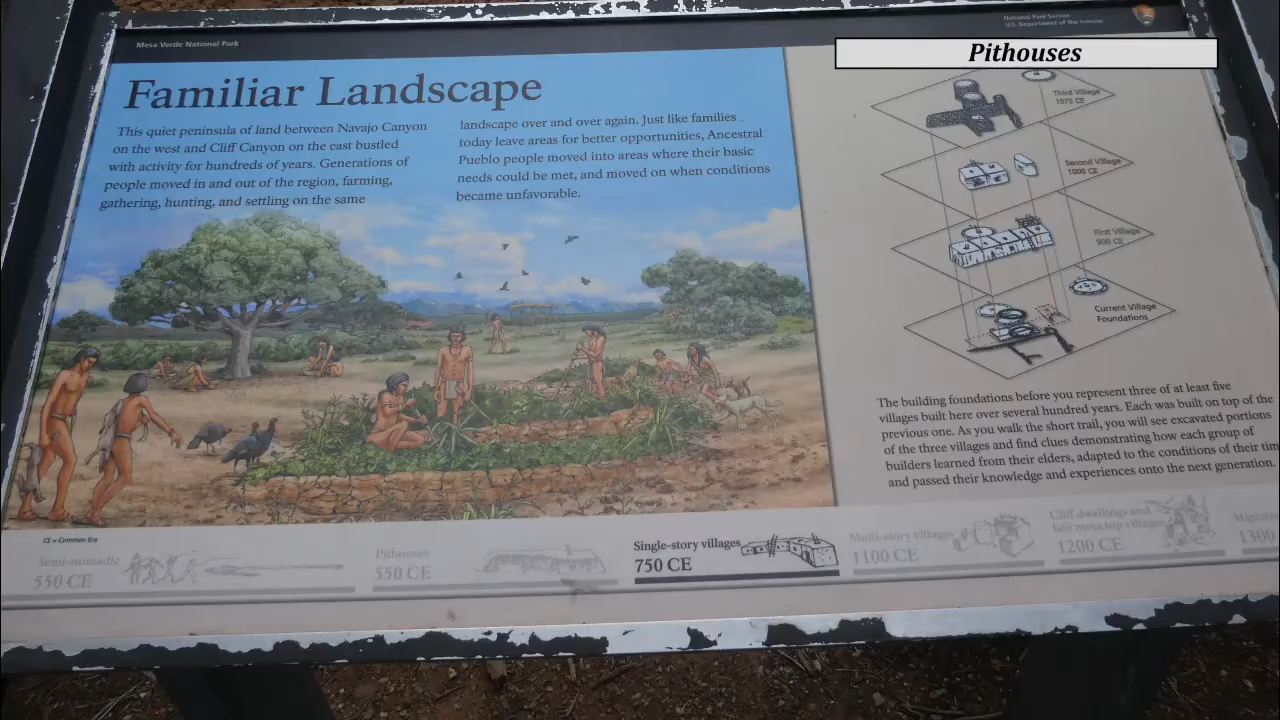 Mesa Verde National Park
National Park Service
U.S. Department of the Interior
Pithouses
Familiar Landscape
This quiet peninsula of land between Navajo Canyon
on the west and Cliff Canyon on the east bustled
with activity for hundreds of years. Generations of
people moved in and out of the region, farming,
gathering, hunting, and settling on the same
landscape over and over again. Just like families
today leave areas for better opportunities, Ancestral
Pueblo people moved into areas where their basic
needs could be met, and moved on when conditions
became unfavorable.
Third Village
1075 CE
Second Village
1000 CE
First Village
900 CE
Current Village
Foundations
The building foundations before you represent three of at least five
villages built here over several hundred years. Each was built on top of the
previous one. As you walk the short trail, you will see excavated portions
of the three villages and find clues demonstrating how each group of
builders learned from their elders, adapted to the conditions of their tim
and passed their knowledge and experiences onto the next generation.
CE = Common Era
Semi-nomadic
550 CE
Pithouses
550 CE
Single-story villages
750 CE
Multi-story villages
1100 CE
Cliff dwellings and
late mesa top villages
1200 CE
Migrat
1300